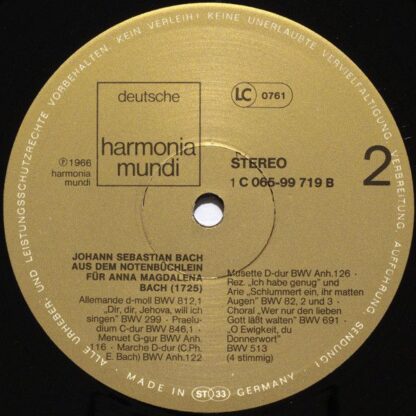 ALLE URHEBER- UND LEISTUNGSSCHUTZRECHTE VORBEHALTEN. KEIN VERLEIH! KEINE UNERLAUBTE VERVIELFÄLTIGUNG, VERBREITUNG, AUFFÜHRUNG, SENDUNG!
deutsche
harmonia
mundi
LC 0761
℗ 1966
harmonia
mundi
STEREO
1 C 065-99 719 B
2
JOHANN SEBASTIAN BACH
AUS DEM NOTENBÜCHLEIN
FÜR ANNA MAGDALENA
BACH (1725)
Allemande d-moll BWV 812,1
„Dir, dir, Jehova, will ich
singen" BWV 299 · Praelu-
dium C-dur BWV 846,1
Menuet G-gur BWV Anh.
116 · Marche D-dur (C.Ph.
E. Bach) BWV Anh.122
Musette D-dur BWV Anh.126 ·
Rez. „Ich habe genug" und
Arie „Schlummert ein, ihr matten
Augen" BWV 82, 2 und 3 ·
Choral „Wer nur den lieben
Gott läßt walten" BWV 691 ·
„O Ewigkeit, du
Donnerwort"
BWV 513
(4 stimmig)
MADE IN ST 33 GERMANY